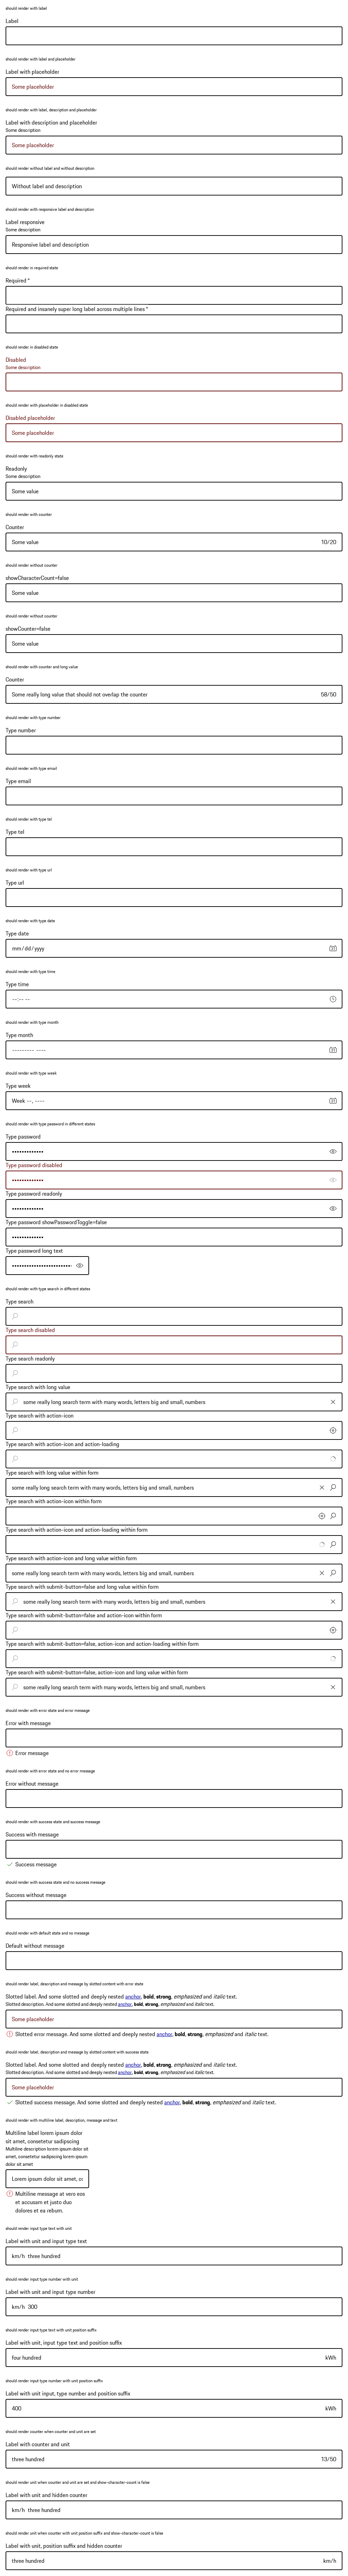 should render with label
Label
should render with label and placeholder
Label with placeholder
Some placeholder
should render with label, description and placeholder
Label with description and placeholder
Some description
Some placeholder
should render without label and without description
Without label and description
should render with responsive label and description
Label responsive
Some description
Responsive label and description
should render in required state
Required *
Required and insanely super long label across multiple lines *
should render in disabled state
Disabled
Some description
should render with placeholder in disabled state
Disabled placeholder
Some placeholder
should render with readonly state
Readonly
Some description
Some value
should render with counter
Counter
Some value 10/20
should render without counter
showCharacterCount=false
Some value
should render without counter
showCounter=false
Some value
should render with counter and long value
Counter
Some really long value that should not overlap the counter 58/50
should render with type number
Type number
should render with type email
Type email
should render with type tel
Type tel
should render with type url
Type url
should render with type date
Type date
mm/dd/yyyy
should render with type time
Type time
--:-- --
should render with type month
Type month
--------- ----
should render with type week
Type week
Week --, ----
should render with type password in different states
Type password
Type password disabled
Type password readonly
Type password showPasswordToggle=false
Type password long text
should render with type search in different states
Type search
Type search disabled
Type search readonly
Type search with long value
some really long search term with many words, letters big and small, numbers
Type search with action-icon
Type search with action-icon and action-loading
Type search with long value within form
some really long search term with many words, letters big and small, numbers
Type search with action-icon within form
Type search with action-icon and action-loading within form
Type search with action-icon and long value within form
some really long search term with many words, letters big and small, numbers
Type search with submit-button=false and long value within form
some really long search term with many words, letters big and small, numbers
Type search with submit-button=false and action-icon within form
Type search with submit-button=false, action-icon and action-loading within form
Type search with submit-button=false, action-icon and long value within form
some really long search term with many words, letters big and small, numbers
should render with error state and error message
Error with message
Error message
should render with error state and no error message
Error without message
should render with success state and success message
Success with message
Success message
should render with success state and no success message
Success without message
should render with default state and no message
Default without message
should render label, description and message by slotted content with error state
Slotted label. And some slotted and deeply nested anchor, bold, strong, emphasized and italic text.
Slotted description. And some slotted and deeply nested anchor, bold, strong, emphasized and italic text.
Some placeholder
Slotted error message. And some slotted and deeply nested anchor, bold, strong, emphasized and italic text.
should render label, description and message by slotted content with success state
Slotted label. And some slotted and deeply nested anchor, bold, strong, emphasized and italic text.
Slotted description. And some slotted and deeply nested anchor, bold, strong, emphasized and italic text.
Some placeholder
Slotted success message. And some slotted and deeply nested anchor, bold, strong, emphasized and italic text.
should render with multiline label, description, message and text
Multiline label lorem ipsum dolor
sit amet, consetetur sadipscing
Multiline description lorem ipsum dolor sit
amet, consetetur sadipscing lorem ipsum
dolor sit amet
Lorem ipsum dolor sit amet, co
Multiline message at vero eos
et accusam et justo duo
dolores et ea rebum.
should render input type text with unit
Label with unit and input type text
km/h three hundred
should render input type number with unit
Label with unit and input type number
km/h 300
should render input type text with unit position suffix
Label with unit, input type text and position suffix
four hundred kWh
should render input type number with unit position suffix
Label with unit input, type number and position suffix
400 kWh
should render counter when counter and unit are set
Label with counter and unit
three hundred 13/50
should render unit when counter and unit are set and show-character-count is false
Label with unit and hidden counter
km/h three hundred
should render unit when counter with unit position suffix and show-character-count is false
Label with unit, position suffix and hidden counter
three hundred km/h